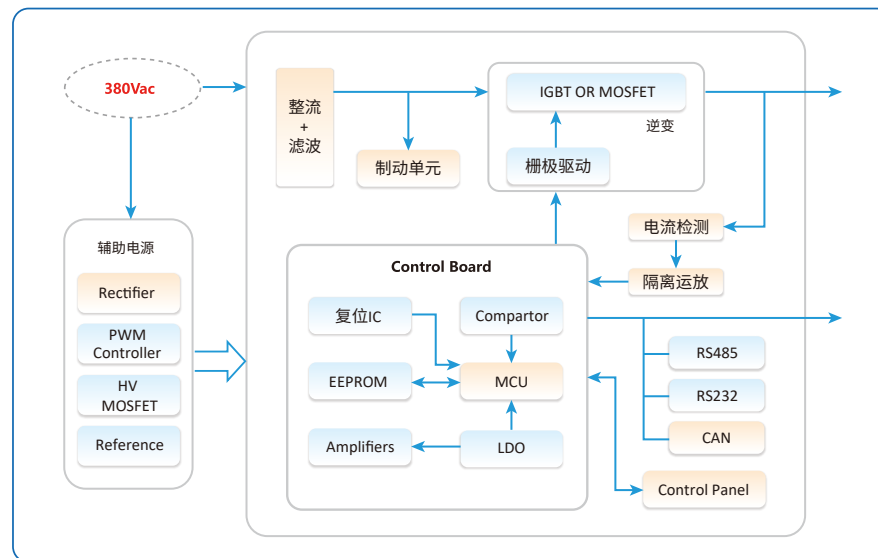 380Vac
整流
+
滤波
制动单元
IGBT OR MOSFET
逆变
栅极驱动
电流检测
隔离运放
辅助电源
Rectifier
PWM
Controller
HV
MOSFET
Reference
Control Board
复位IC
Compartor
EEPROM
MCU
Amplifiers
LDO
RS485
RS232
CAN
Control Panel